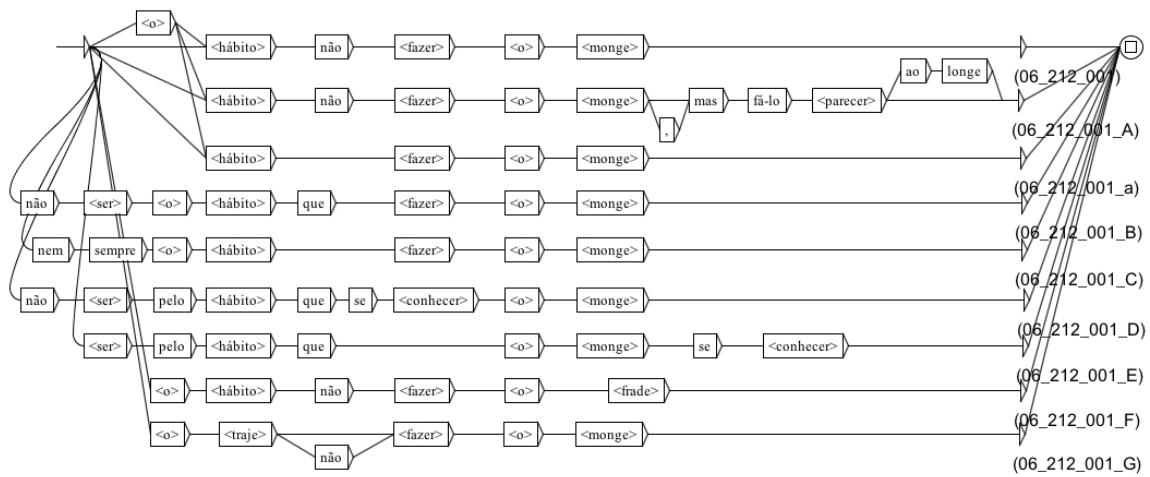 <o>
<hábito> não <fazer> <o> <monge>
(06_212_001)
ao longe
<hábito> não <fazer> <o> <monge> , mas fá-lo <parecer>
(06_212_001_A)
<hábito> <fazer> <o> <monge>
(06_212_001_a)
não <ser> <o> <hábito> que <fazer> <o> <monge>
(06_212_001_B)
nem sempre <o> <hábito> <fazer> <o> <monge>
(06_212_001_C)
não <ser> pelo <hábito> que se <conhecer> <o> <monge>
(06_212_001_D)
<ser> pelo <hábito> que <o> <monge> se <conhecer>
(06_212_001_E)
<o> <hábito> não <fazer> <o> <frade>
(06_212_001_F)
<o> <traje> <fazer> <o> <monge>
não
(06_212_001_G)